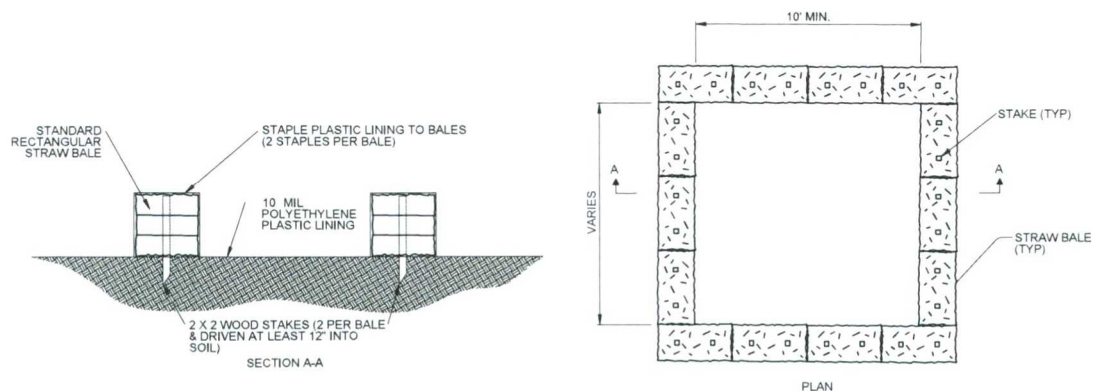 STANDARD
RECTANGULAR
STRAW BALE
STAPLE PLASTIC LINING TO BALES
(2 STAPLES PER BALE)
10 MIL
POLYETHYLENE
PLASTIC LINING
2 X 2 WOOD STAKES (2 PER BALE
& DRIVEN AT LEAST 12" INTO
SOIL)
SECTION A-A
10' MIN.
STAKE (TYP)
A
A
VARIES
STRAW BALE
(TYP)
PLAN